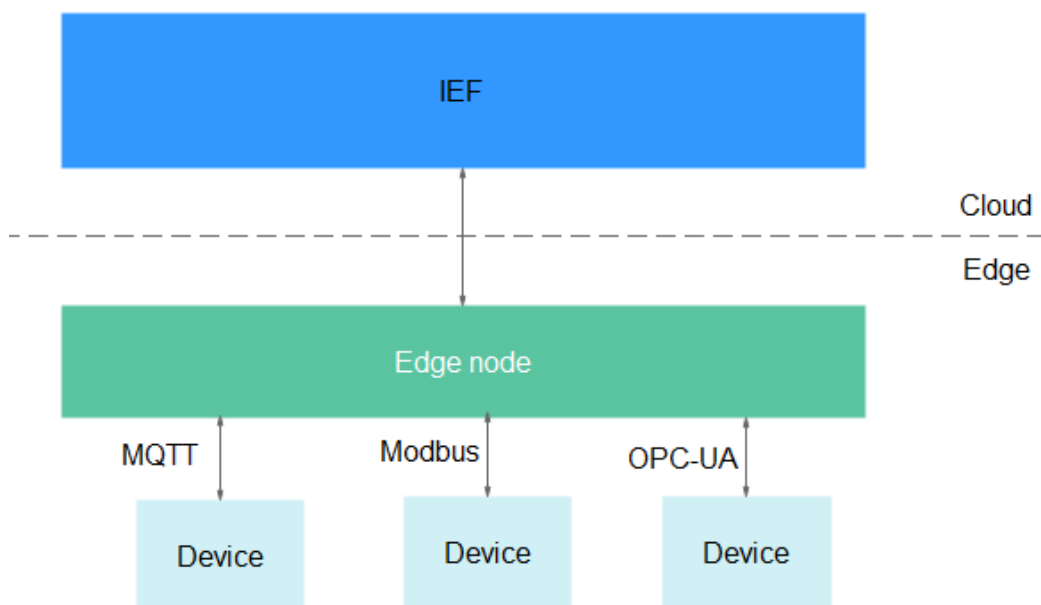 IEF
Cloud
Edge
Edge node
MQTT
Modbus
OPC-UA
Device
Device
Device